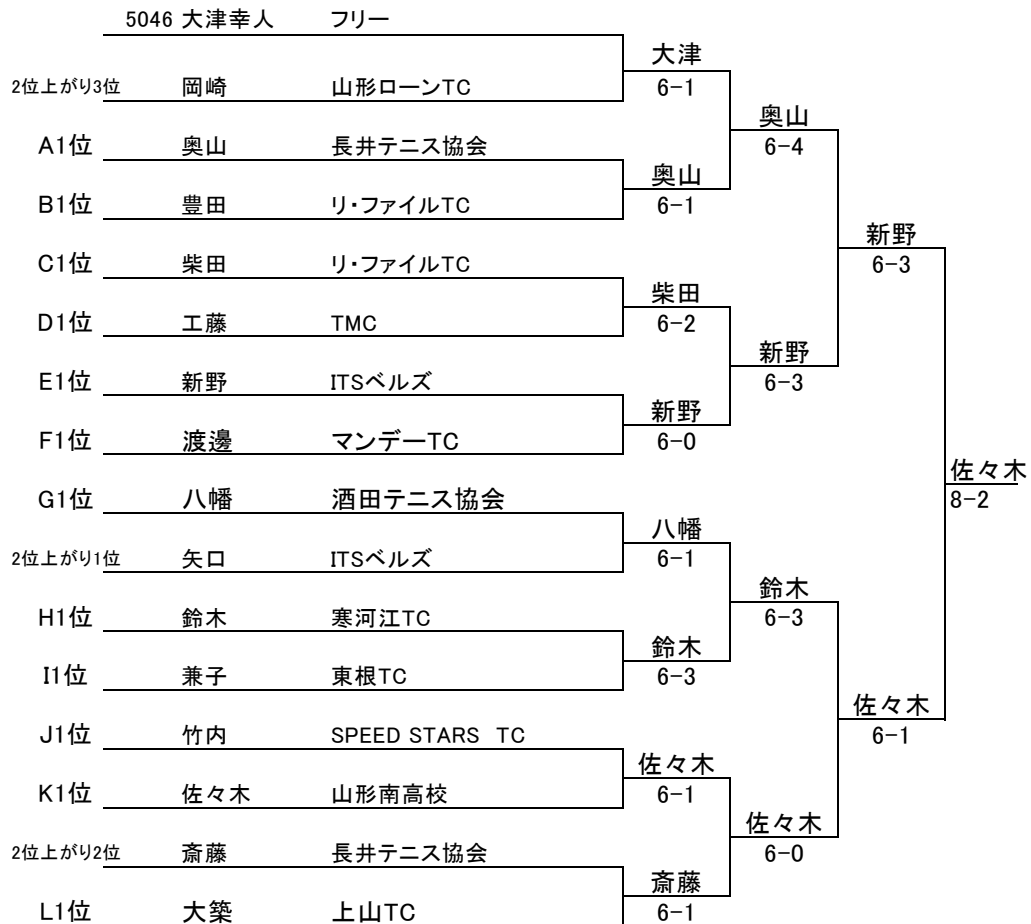 5046 大津幸人 フリー
大津
2位上がり3位 岡崎 山形ローンTC 6-1
奥山
A1位 奥山 長井テニス協会 6-4
奥山
B1位 豊田 リ・ファイルTC 6-1
新野
C1位 柴田 リ・ファイルTC 6-3
柴田
D1位 工藤 TMC 6-2
新野
E1位 新野 ITSベルズ 6-3
新野
F1位 渡邊 マンデーTC 6-0
佐々木
G1位 八幡 酒田テニス協会 8-2
八幡
2位上がり1位 矢口 ITSベルズ 6-1
鈴木
H1位 鈴木 寒河江TC 6-3
鈴木
I1位 兼子 東根TC 6-3
佐々木
J1位 竹内 SPEED STARS TC 6-1
佐々木
K1位 佐々木 山形南高校 6-1
佐々木
2位上がり2位 斎藤 長井テニス協会 6-0
斎藤
L1位 大築 上山TC 6-1